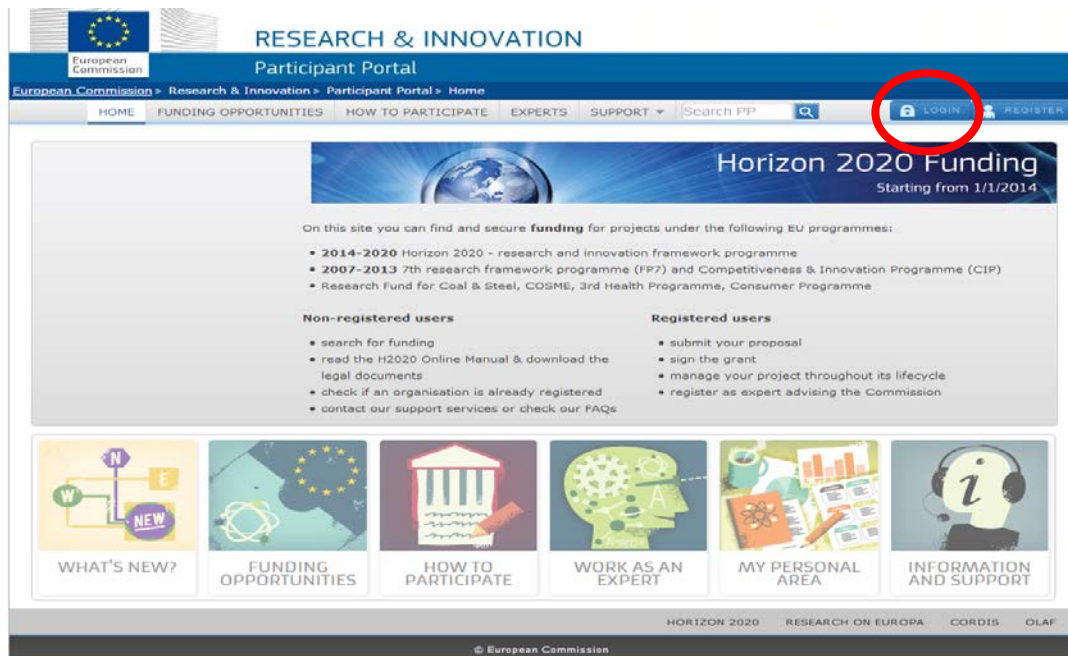 RESEARCH & INNOVATION
European
Commission
Participant Portal
European Commission > Research & Innovation > Participant Portal > Home
HOME FUNDING OPPORTUNITIES HOW TO PARTICIPATE EXPERTS SUPPORT Search PP LOGIN REGISTER
Horizon 2020 Funding
Starting from 1/1/2014
On this site you can find and secure funding for projects under the following EU programmes:
• 2014-2020 Horizon 2020 - research and innovation framework programme
• 2007-2013 7th research framework programme (FP7) and Competitiveness & Innovation Programme (CIP)
• Research Fund for Coal & Steel, COSME, 3rd Health Programme, Consumer Programme
Non-registered users
• search for funding
• read the H2020 Online Manual & download the
legal documents
• check if an organisation is already registered
• contact our support services or check our FAQs
Registered users
• submit your proposal
• sign the grant
• manage your project throughout its lifecycle
• register as expert advising the Commission
N
E
W
NEW
A
i
WHAT'S NEW?
FUNDING
OPPORTUNITIES
HOW TO
PARTICIPATE
WORK AS AN
EXPERT
MY PERSONAL
AREA
INFORMATION
AND SUPPORT
HORIZON 2020 RESEARCH ON EUROPA CORDIS OLAF
© European Commission